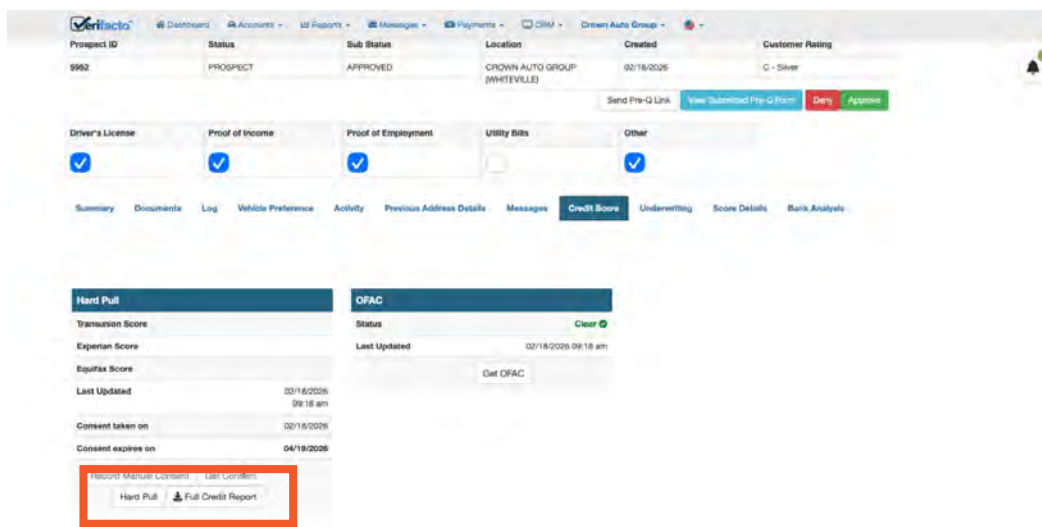 Verifacto Dashboard Accounts Reports Messages Payments CRM Crown Auto Group
Prospect ID Status Sub Status Location Created Customer Rating
5952 PROSPECT APPROVED CROWN AUTO GROUP (WHITEVILLE) 02/18/2026 C - Silver
Send Pre-Q Link View Submitted Pre-Q Form Deny Approve
Driver's License Proof of Income Proof of Employment Utility Bills Other
Summary Documents Log Vehicle Preference Activity Previous Address Details Messages Credit Score Underwriting Score Details Bank Analysis
Hard Pull
Transunion Score
Experian Score
Equifax Score
Last Updated 02/18/2026 09:18 am
Consent taken on 02/18/2026
Consent expires on 04/19/2026
Record Manual Consent Get Consent
Hard Pull Full Credit Report
OFAC
Status Clear
Last Updated 02/18/2026 09:18 am
Get OFAC